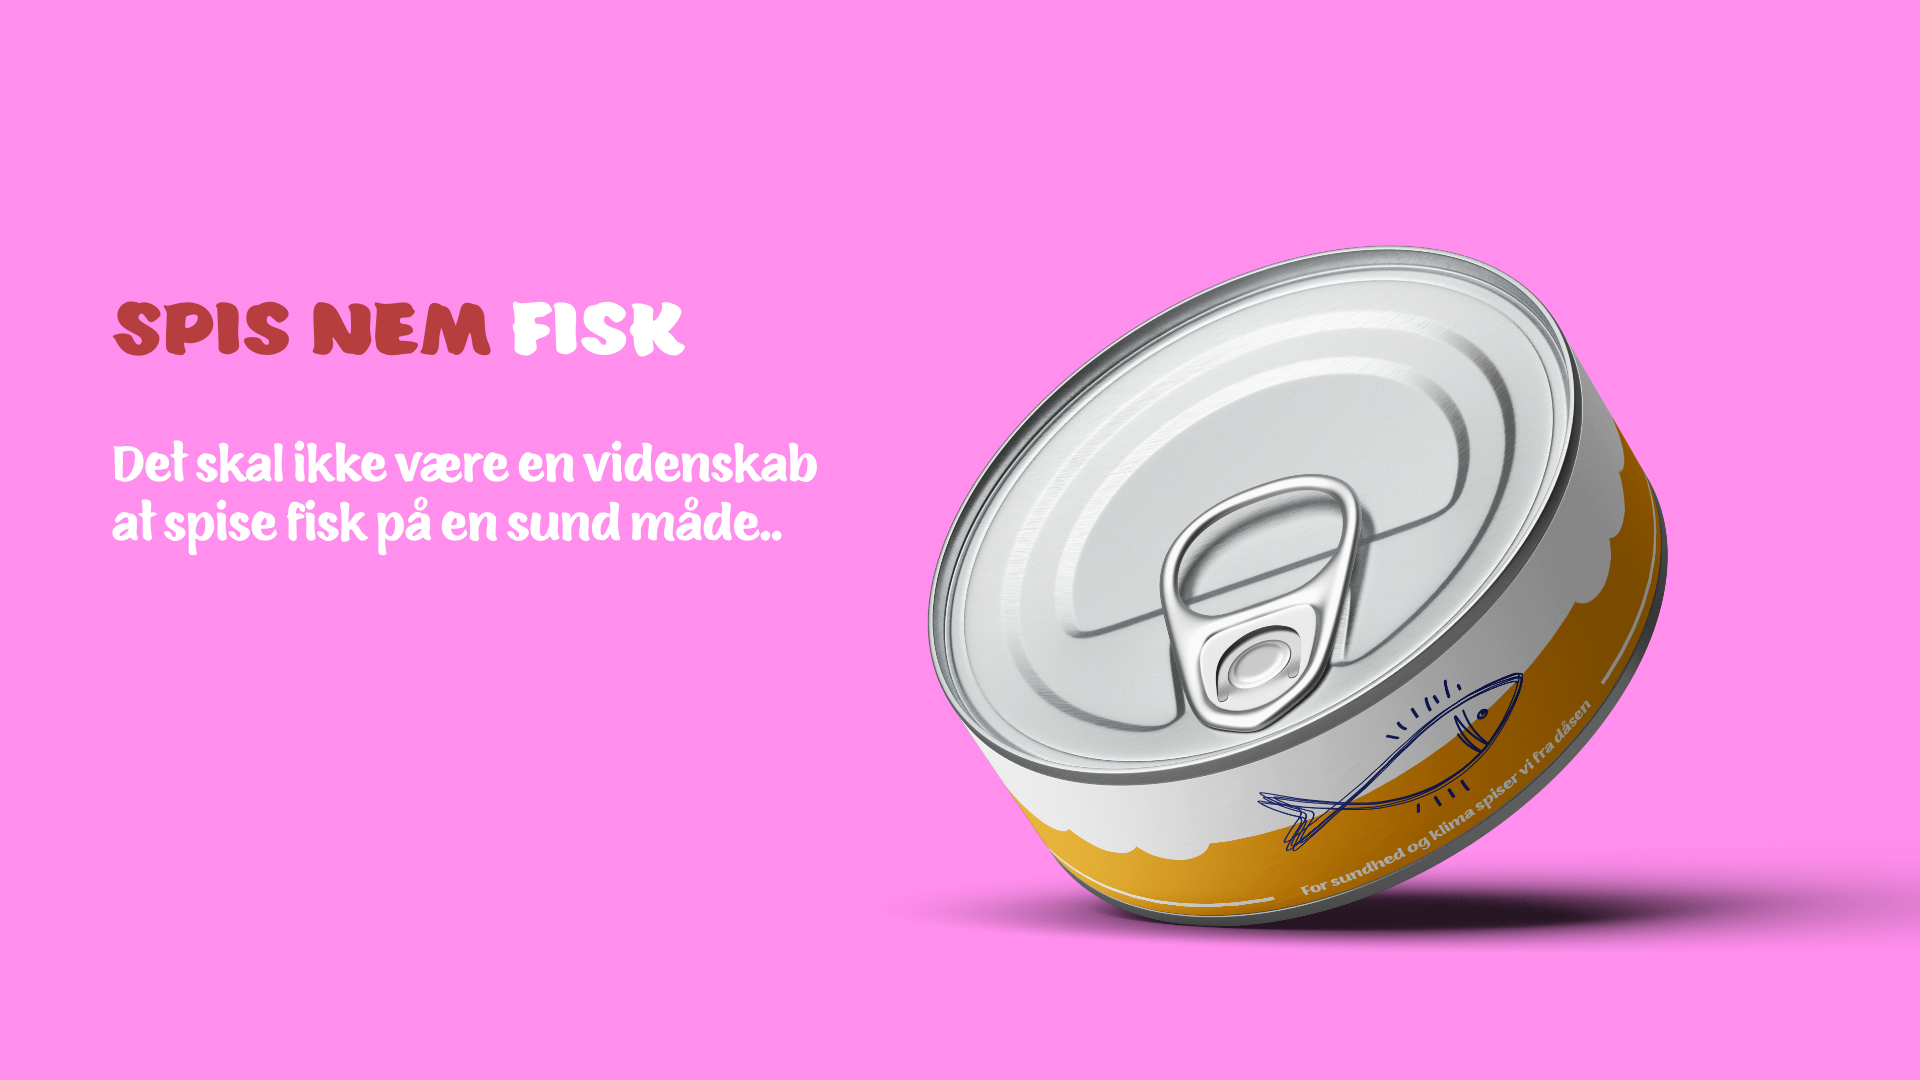 SPIS NEM FISK
Det skal ikke være en videnskab
at spise fisk på en sund måde..
For sundhed og klima spiser vi fra dåsen